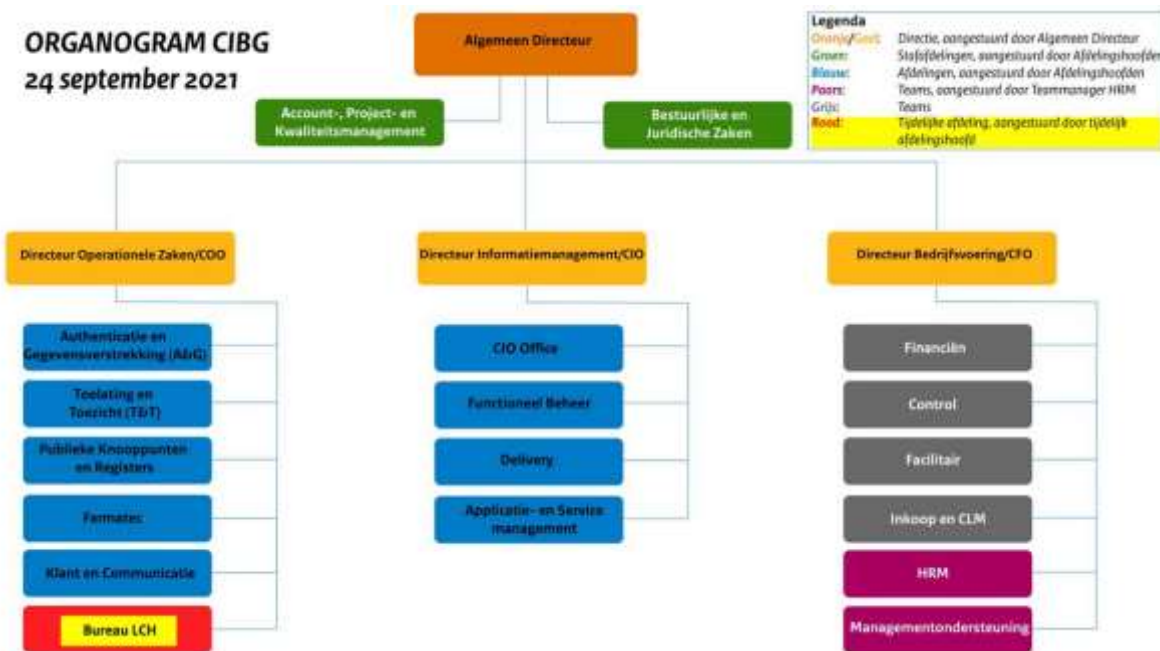 ORGANOGRAM CIBG
24 september 2021
Algemeen Directeur
Legenda
Oranje/Geel: Directie, aangestuurd door Algemeen Directeur
Groen: Stafafdelingen, aangestuurd door Afdelingshoofden
Blauw: Afdelingen, aangestuurd door Afdelingshoofden
Paars: Teams, aangestuurd door Teammanager HRM
Grijs: Teams
Rood: Tijdelijke afdeling, aangestuurd door tijdelijk
afdelingshoofd
Account-, Project- en
Kwaliteitsmanagement
Bestuurlijke en
Juridische Zaken
Directeur Operationele Zaken/COO
Directeur Informatiemanagement/CIO
Directeur Bedrijfsvoering/CFO
Authenticatie en
Gegevensverstrekking (A&G)
Toelating en
Toezicht (T&T)
Publieke Knooppunten
en Registers
Farmatec
Klant en Communicatie
Bureau LCH
CIO Office
Functioneel Beheer
Delivery
Applicatie- en Service
management
Financiën
Control
Facilitair
Inkoop en CLM
HRM
Managementondersteuning